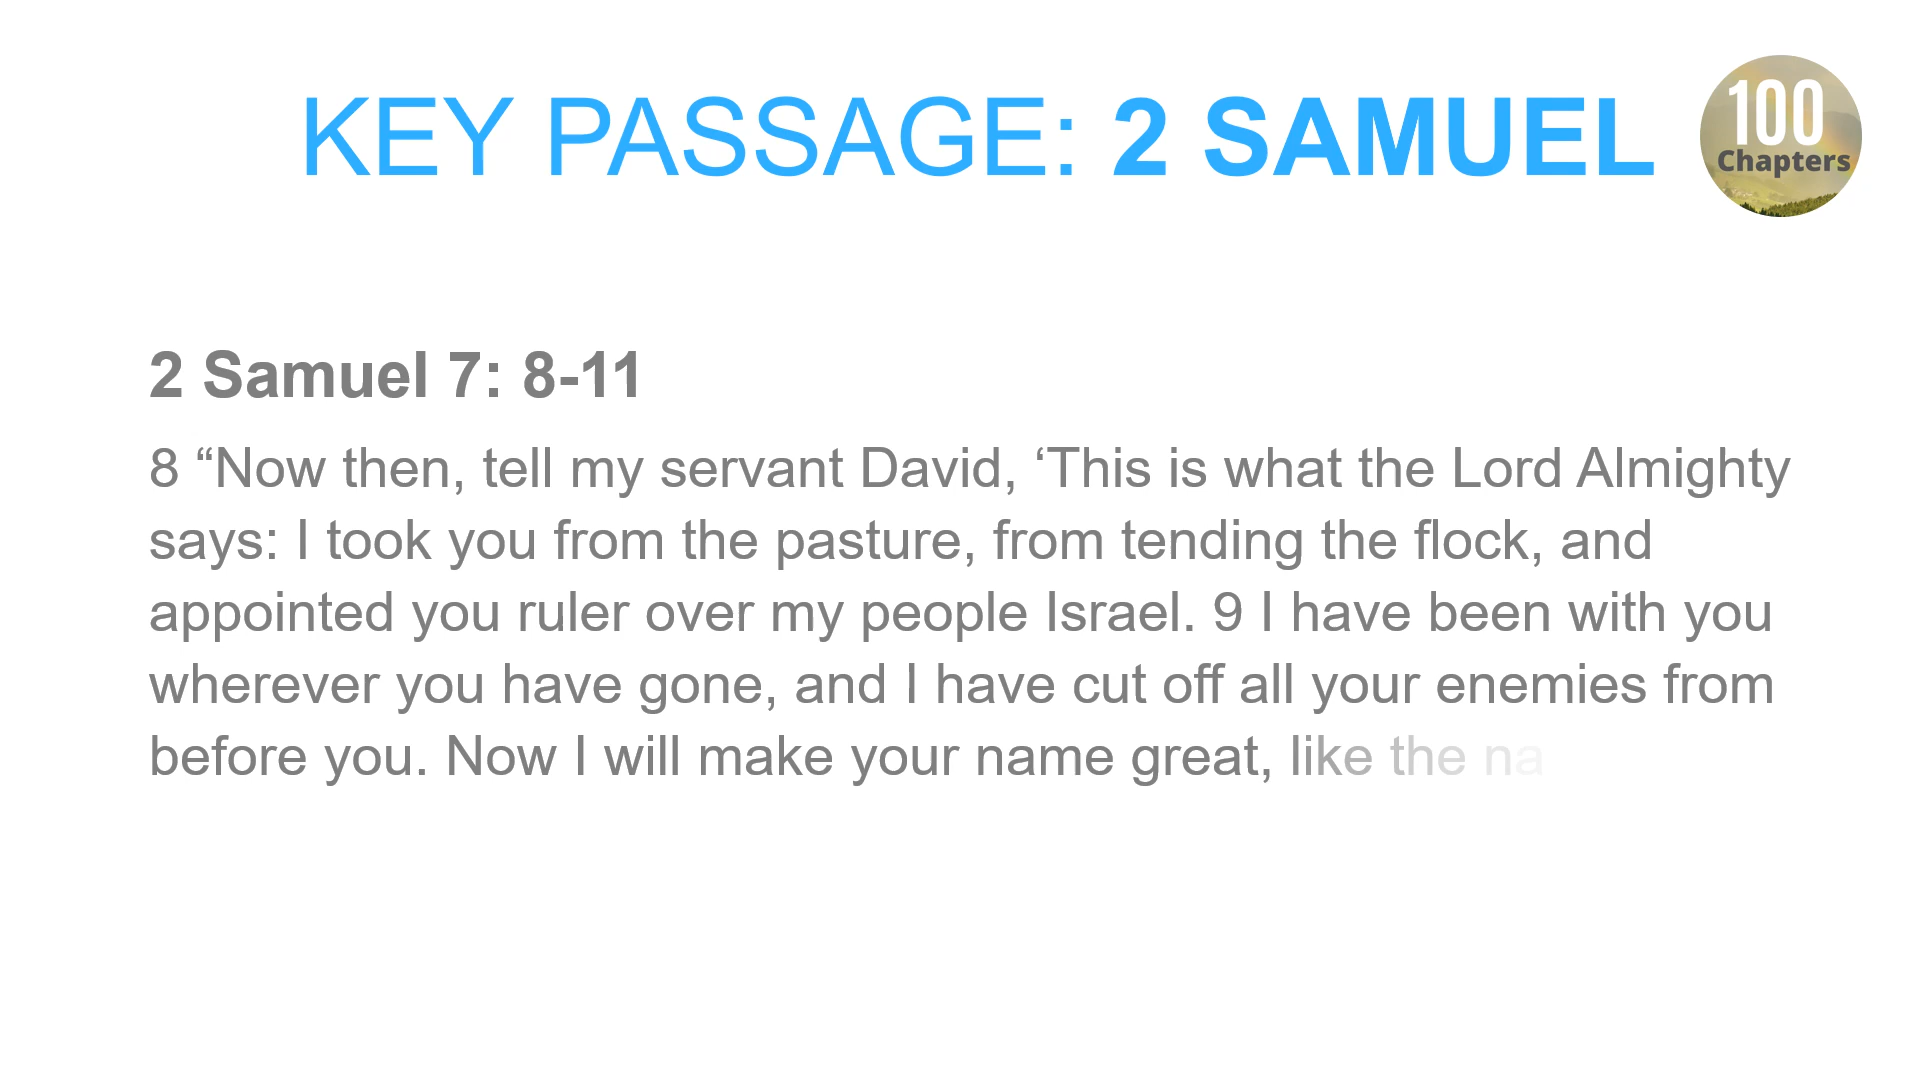 KEY PASSAGE: 2 SAMUEL
100
Chapters
2 Samuel 7: 8-11
8 “Now then, tell my servant David, ‘This is what the Lord Almighty
says: I took you from the pasture, from tending the flock, and
appointed you ruler over my people Israel. 9 I have been with you
wherever you have gone, and I have cut off all your enemies from
before you. Now I will make your name great, like the na